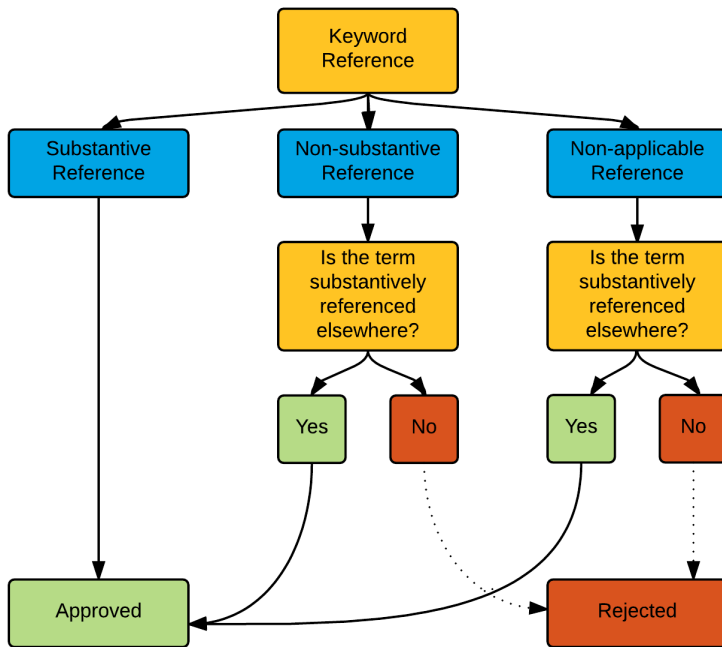 Keyword
Reference
Substantive
Reference
Non-substantive
Reference
Non-applicable
Reference
Is the term
substantively
referenced
elsewhere?
Is the term
substantively
referenced
elsewhere?
Yes
No
Yes
No
Approved
Rejected